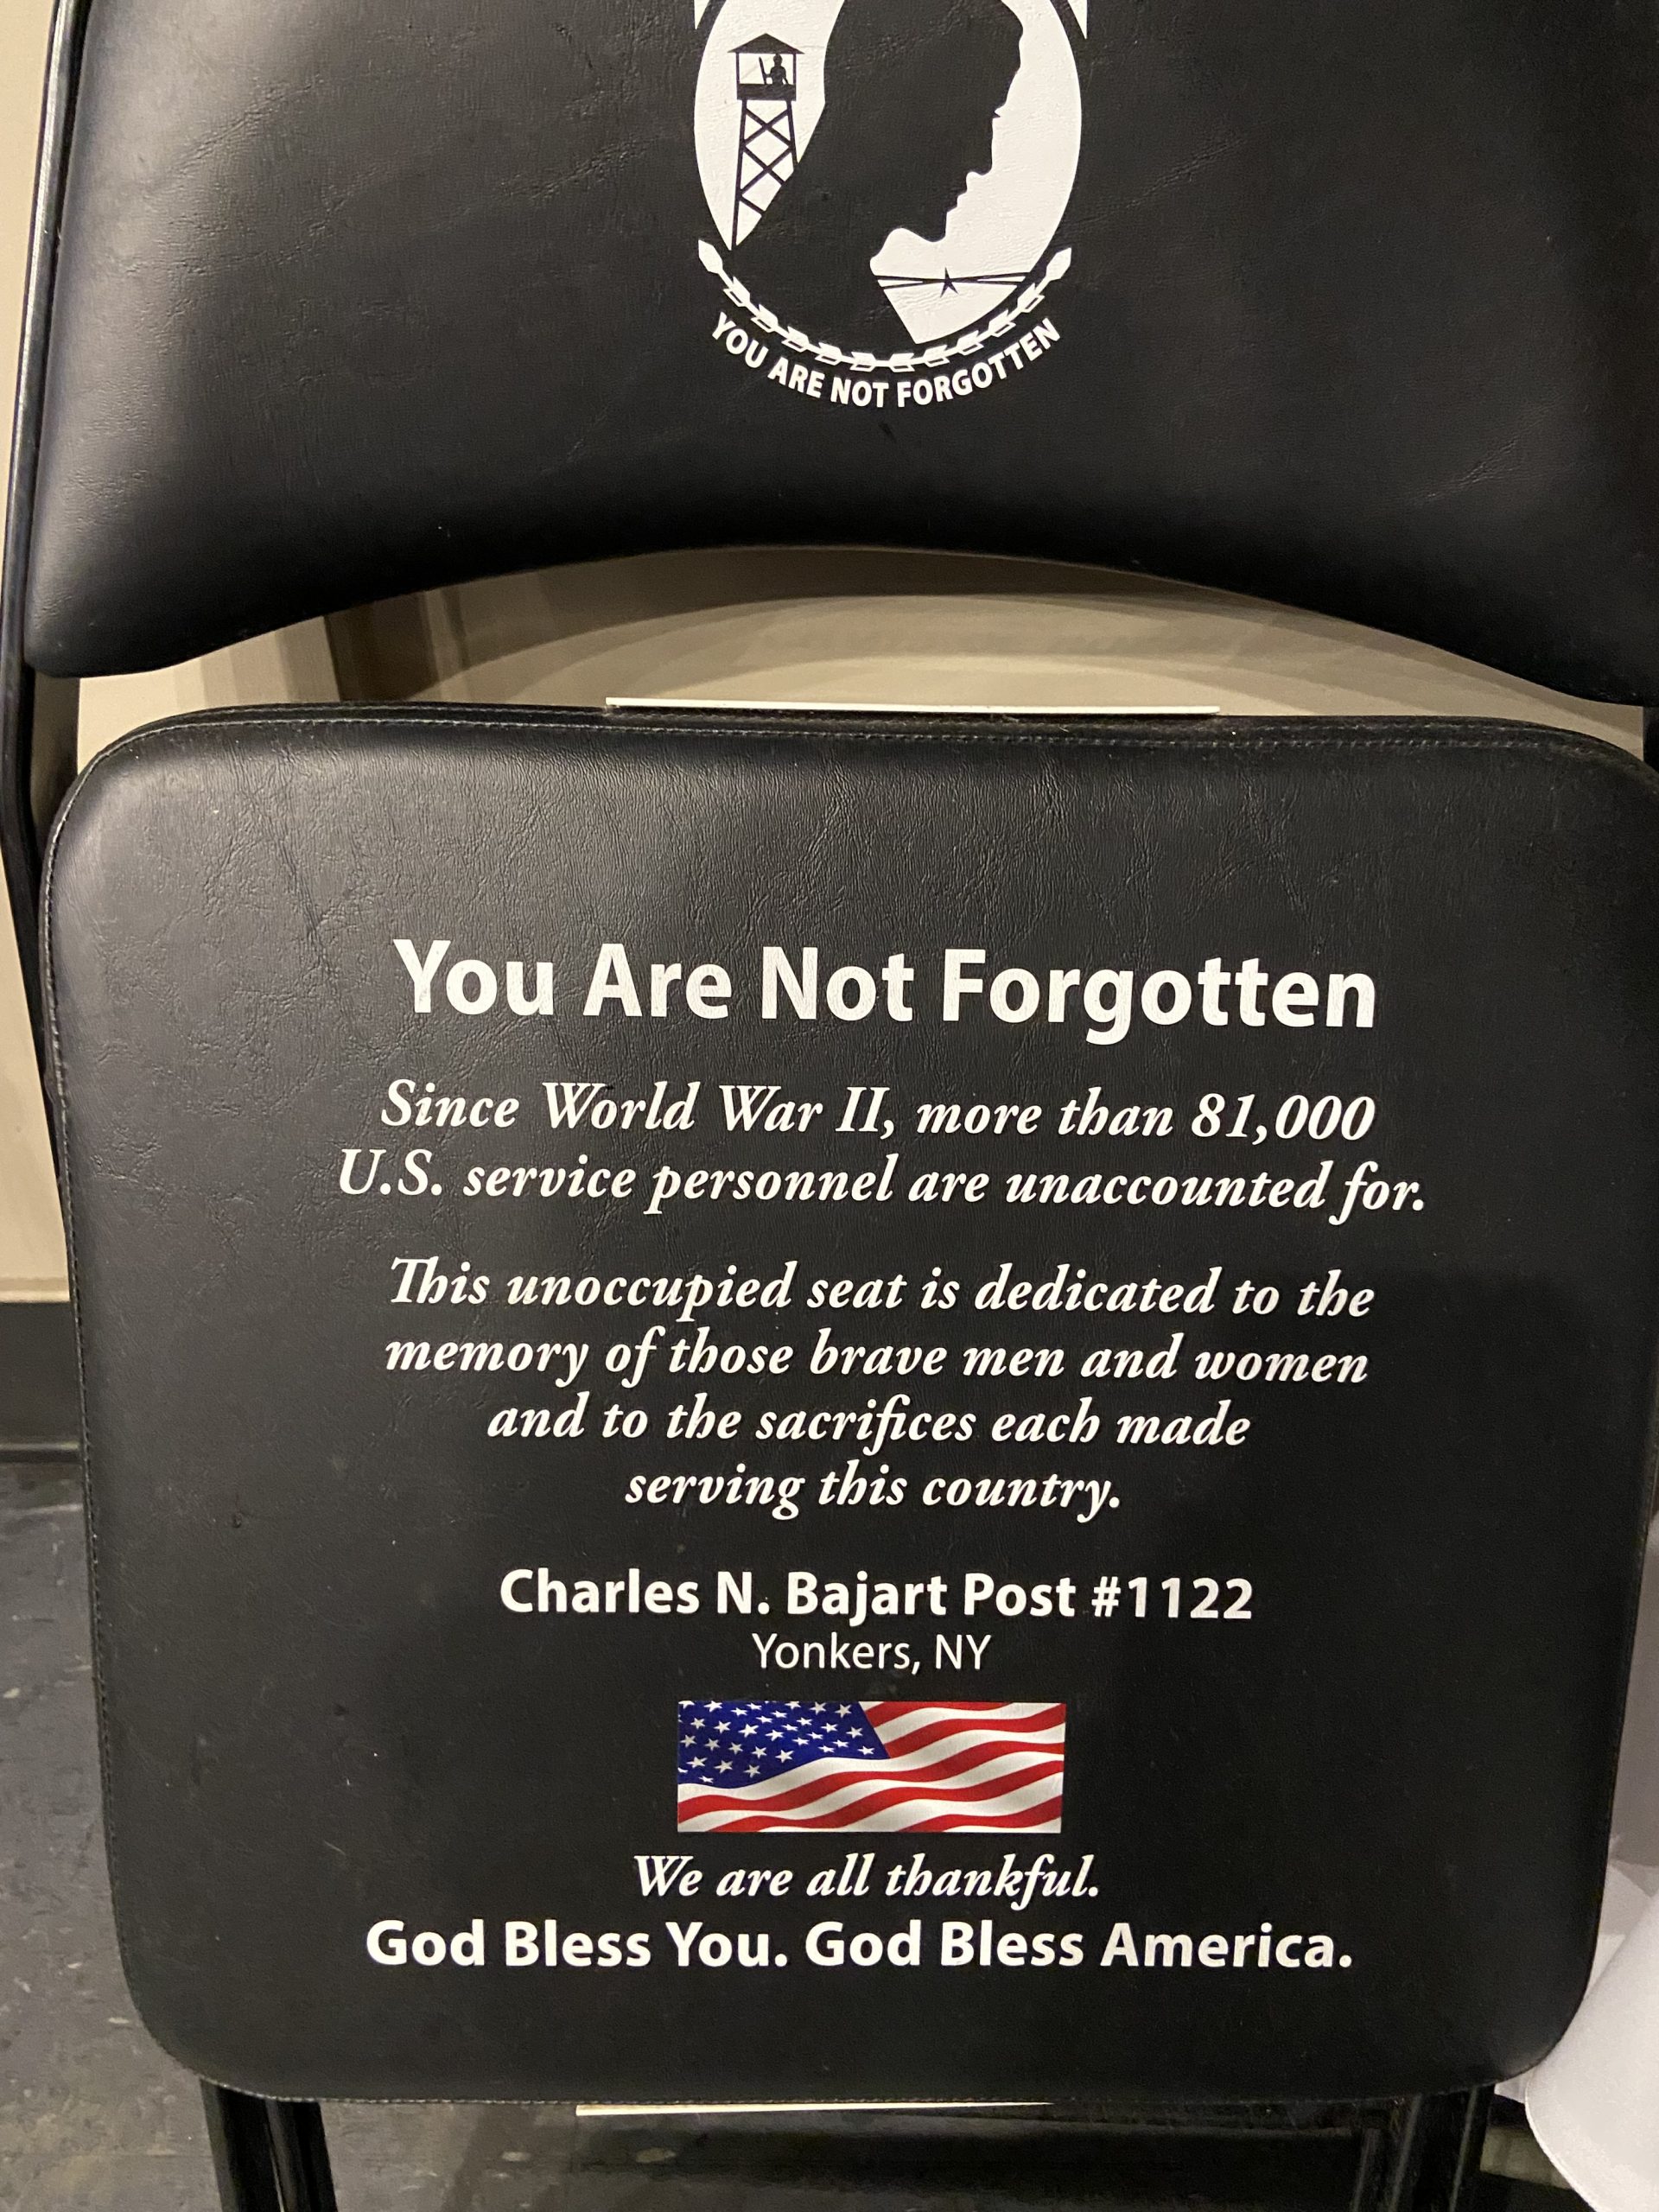 YOU ARE NOT FORGOTTEN
You Are Not Forgotten
Since World War II, more than 81,000
U.S. service personnel are unaccounted for.
This unoccupied seat is dedicated to the
memory of those brave men and women
and to the sacrifices each made
serving this country.
Charles N. Bajart Post #1122
Yonkers, NY
We are all thankful.
God Bless You. God Bless America.